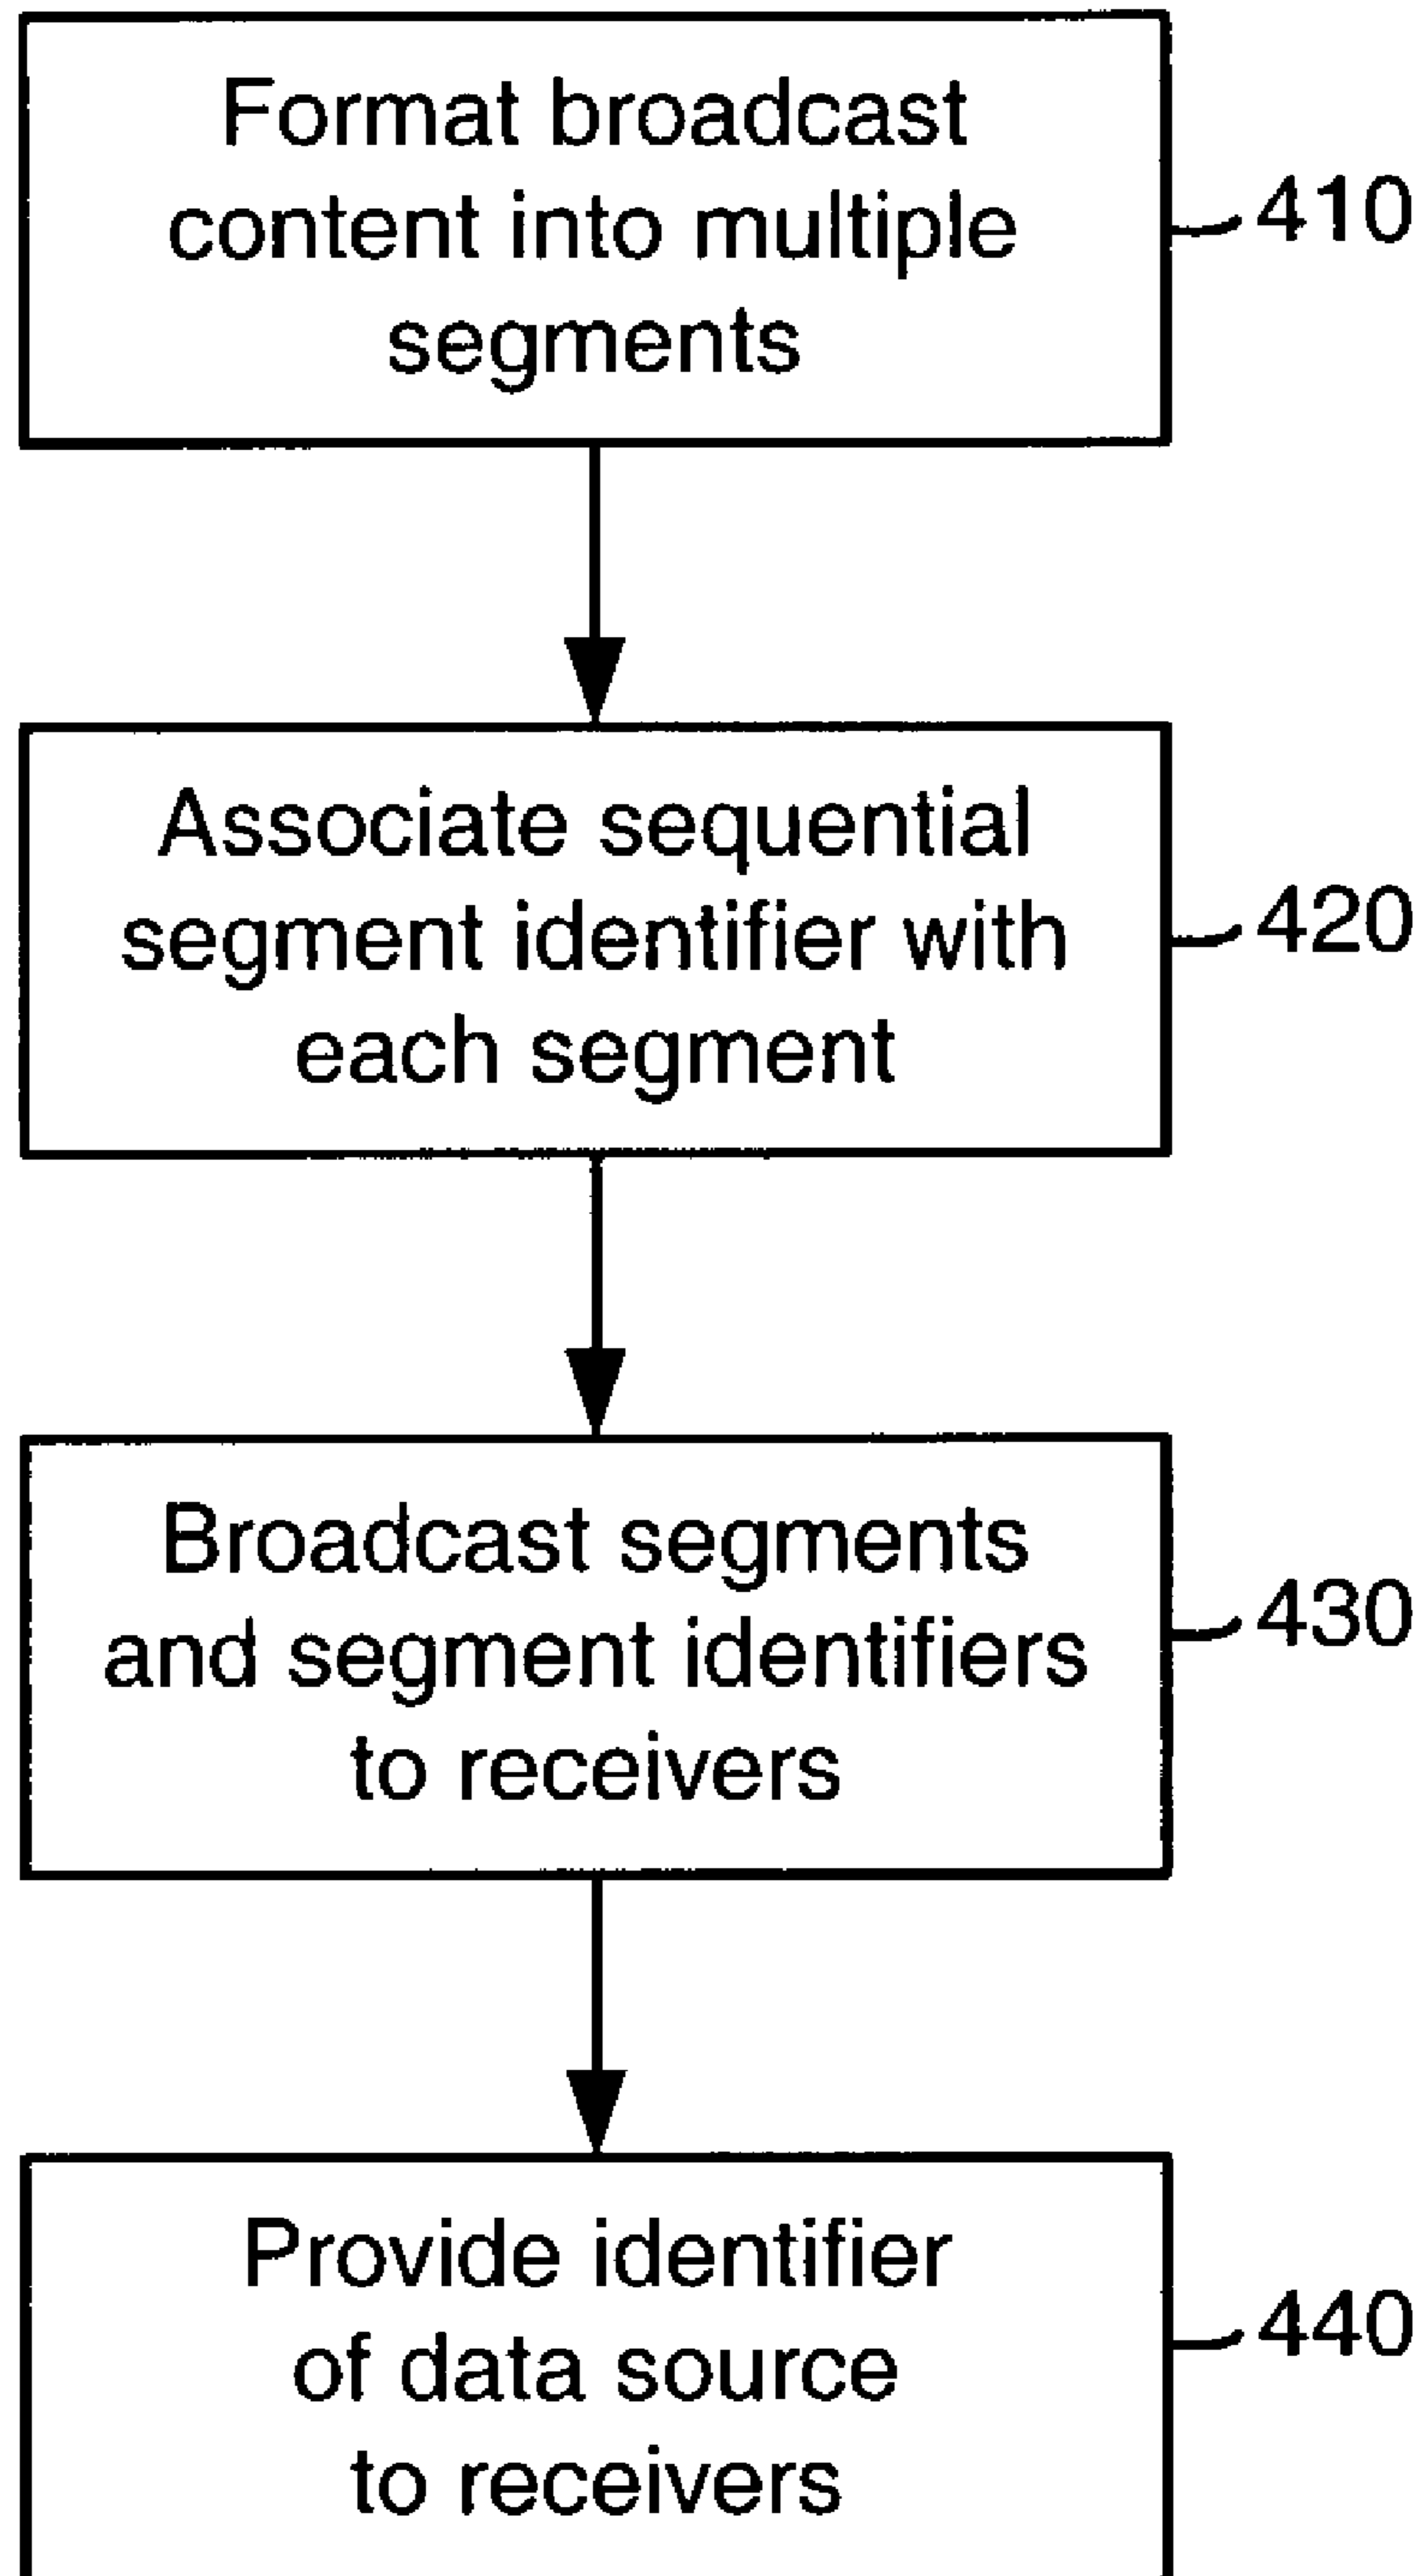 Format broadcast
content into multiple
segments
410
Associate sequential
segment identifier with
each segment
420
Broadcast segments
and segment identifiers
to receivers
430
Provide identifier
of data source
to receivers
440